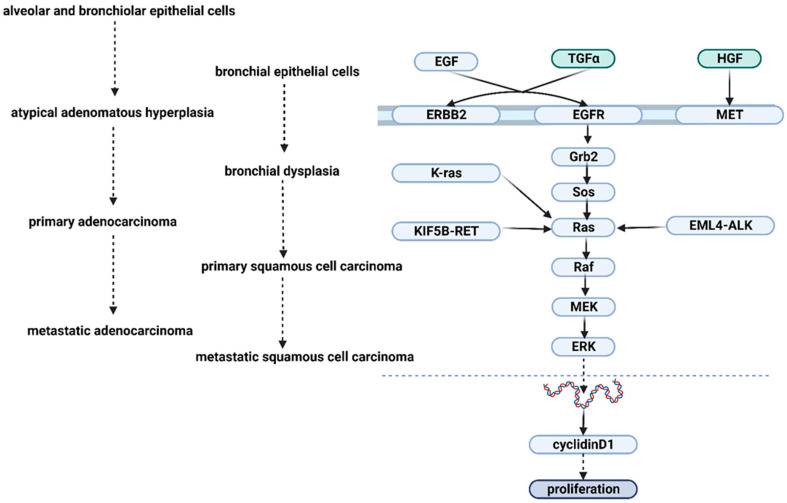 alveolar and bronchiolar epithelial cells
atypical adenomatous hyperplasia
primary adenocarcinoma
metastatic adenocarcinoma
bronchial epithelial cells
bronchial dysplasia
primary squamous cell carcinoma
metastatic squamous cell carcinoma
EGF
TGFα
HGF
ERBB2
EGFR
MET
Grb2
K-ras
Sos
KIF5B-RET
Ras
EML4-ALK
Raf
MEK
ERK
cyclidinD1
proliferation